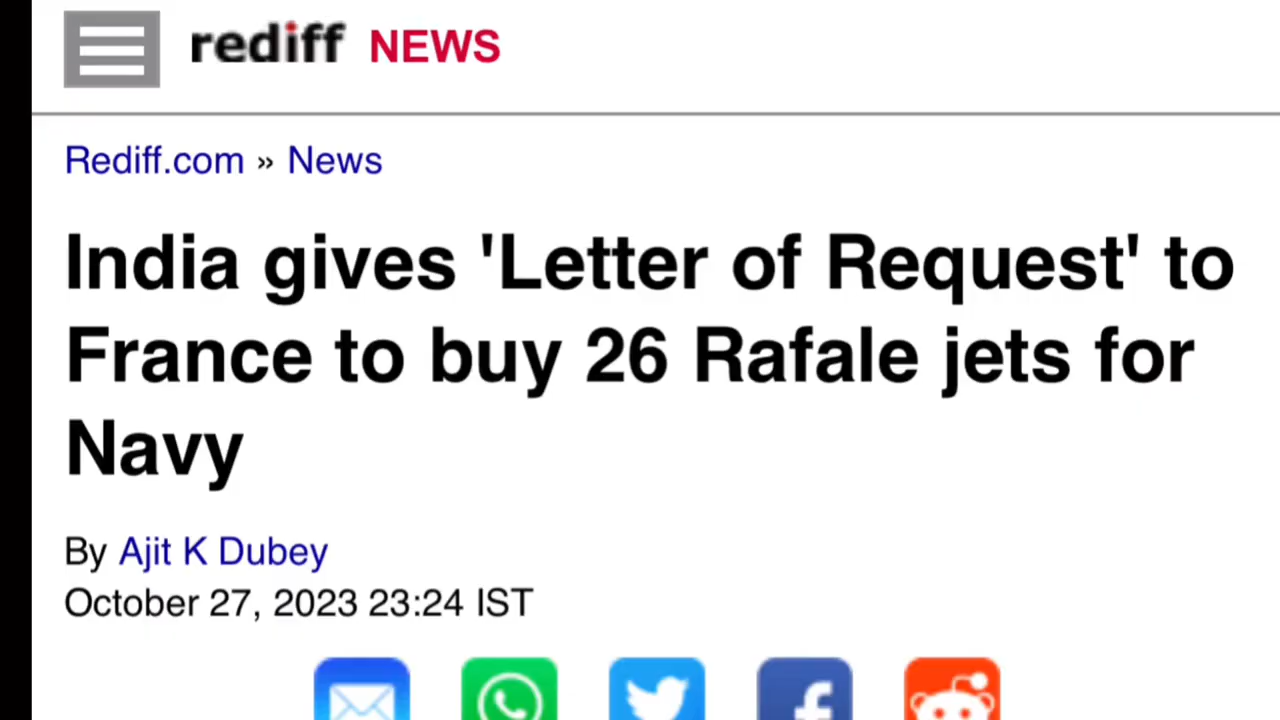 rediff NEWS
Rediff.com » News
India gives 'Letter of Request' to
France to buy 26 Rafale jets for
Navy
By Ajit K Dubey
October 27, 2023 23:24 IST